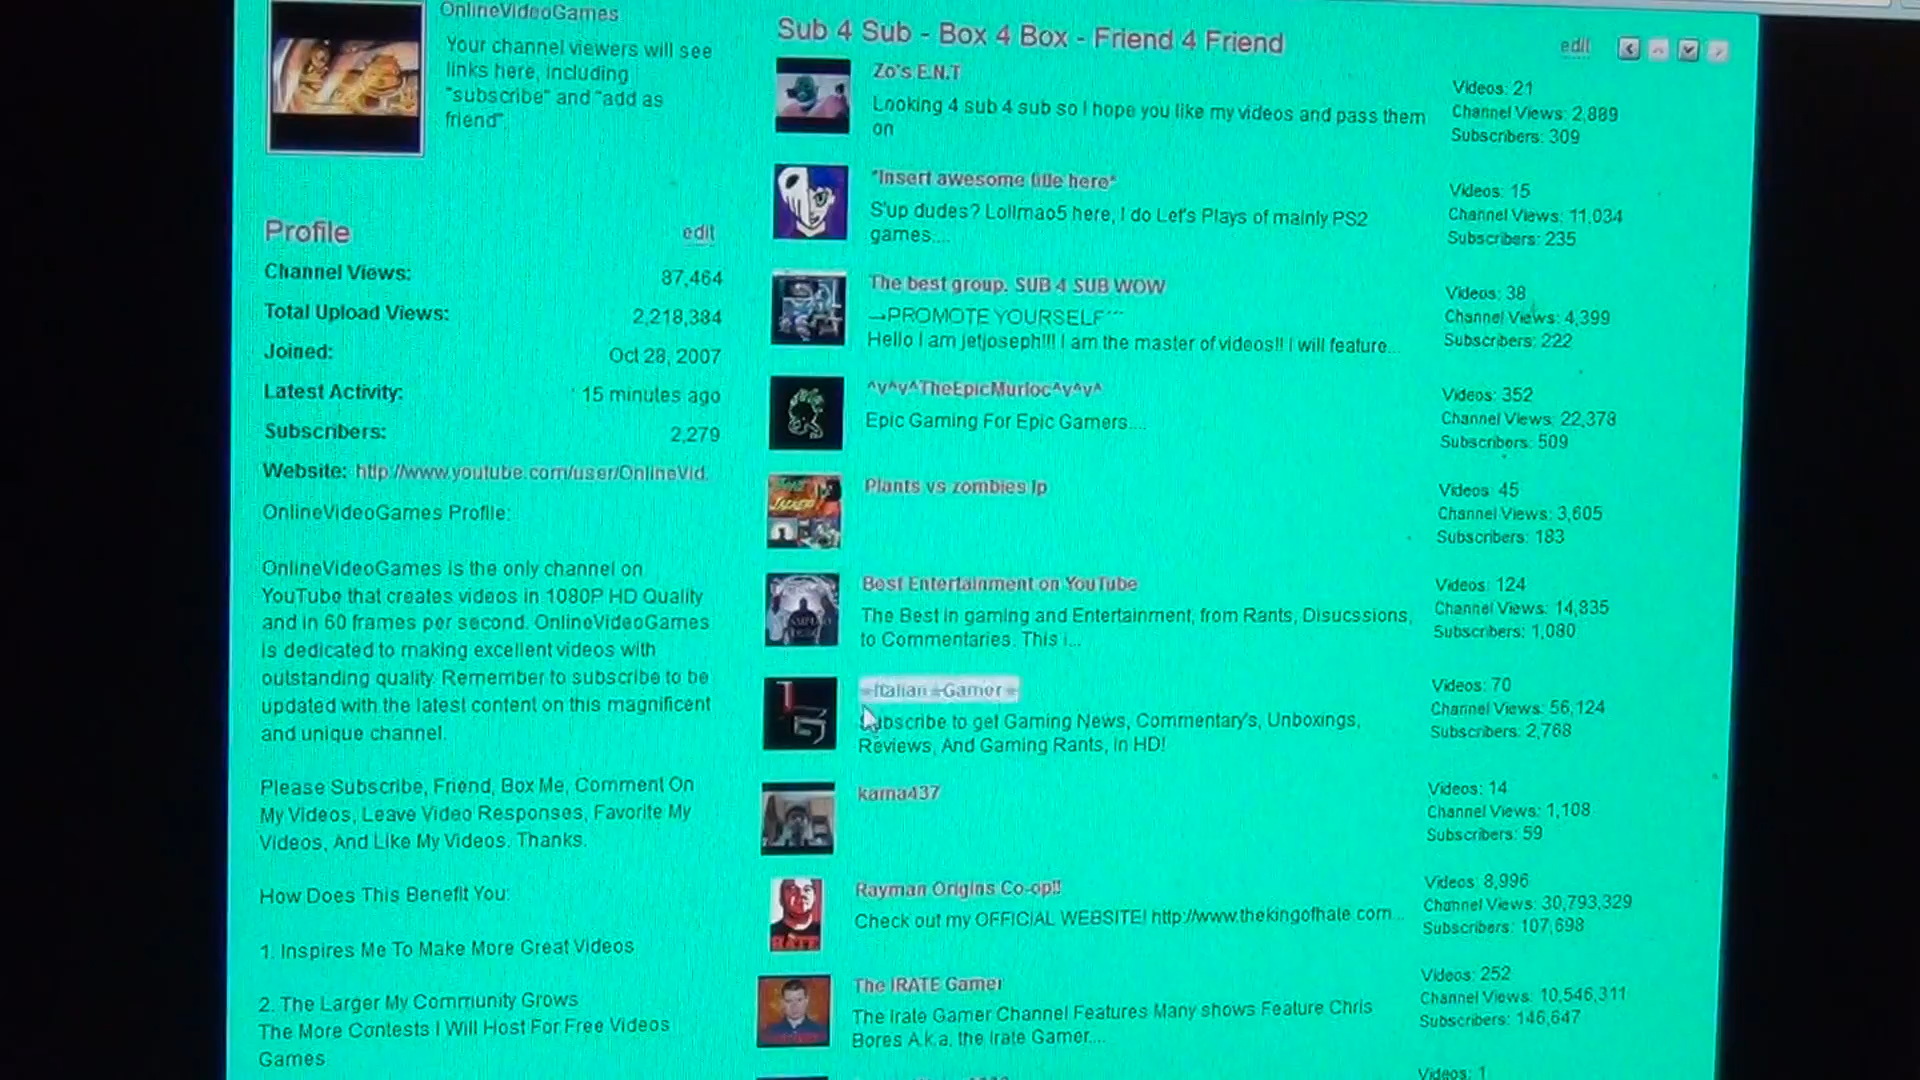 OnlineVideoGames
Your channel viewers will see
links here, including
"subscribe" and "add as
friend".
Profile
edit
Channel Views: 87,464
Total Upload Views: 2,218,384
Joined: Oct 28, 2007
Latest Activity: 15 minutes ago
Subscribers: 2,279
Website: http://www.youtube.com/user/OnlineVid.
OnlineVideoGames Profile:
OnlineVideoGames is the only channel on
YouTube that creates videos in 1080P HD Quality
and in 60 frames per second. OnlineVideoGames
is dedicated to making excellent videos with
outstanding quality. Remember to subscribe to be
updated with the latest content on this magnificent
and unique channel.
Please Subscribe, Friend, Box Me, Comment On
My Videos, Leave Video Responses, Favorite My
Videos, And Like My Videos. Thanks.
How Does This Benefit You:
1. Inspires Me To Make More Great Videos
2. The Larger My Community Grows
The More Contests I Will Host For Free Videos
Games
Sub 4 Sub - Box 4 Box - Friend 4 Friend
edit
Zo's E.N.T
Looking 4 sub 4 sub so I hope you like my videos and pass them
on
Videos: 21
Channel Views: 2,889
Subscribers: 309
*Insert awesome title here*
S'up dudes? Lollmao5 here, I do Let's Plays of mainly PS2
games....
Videos: 15
Channel Views: 11,034
Subscribers: 235
The best group. SUB 4 SUB WOW
→PROMOTE YOURSELF
Hello I am jetjoseph!!! I am the master of videos!! I will feature...
Videos: 38
Channel Views: 4,399
Subscribers: 222
^v^v^TheEpicMurloc^v^v^
Epic Gaming For Epic Gamers....
Videos: 352
Channel Views: 22,378
Subscribers: 509
Plants vs zombies lp
Videos: 45
Channel Views: 3,605
Subscribers: 183
Best Entertainment on YouTube
The Best in gaming and Entertainment, from Rants, Disucssions,
to Commentaries. This i...
Videos: 124
Channel Views: 14,835
Subscribers: 1,080
Italian Gamer
Subscribe to get Gaming News, Commentary's, Unboxings,
Reviews, And Gaming Rants, In HD!
Videos: 70
Channel Views: 56,124
Subscribers: 2,768
kama437
Videos: 14
Channel Views: 1,108
Subscribers: 59
Rayman Origins Co-op!!
Check out my OFFICIAL WEBSITE! http://www.thekingofhate.com...
Videos: 8,996
Channel Views: 30,793,329
Subscribers: 107,698
The IRATE Gamer
The Irate Gamer Channel Features Many shows Feature Chris
Bores A.k.a, the Irate Gamer....
Videos: 252
Channel Views: 10,546,311
Subscribers: 146,647
Videos: 1